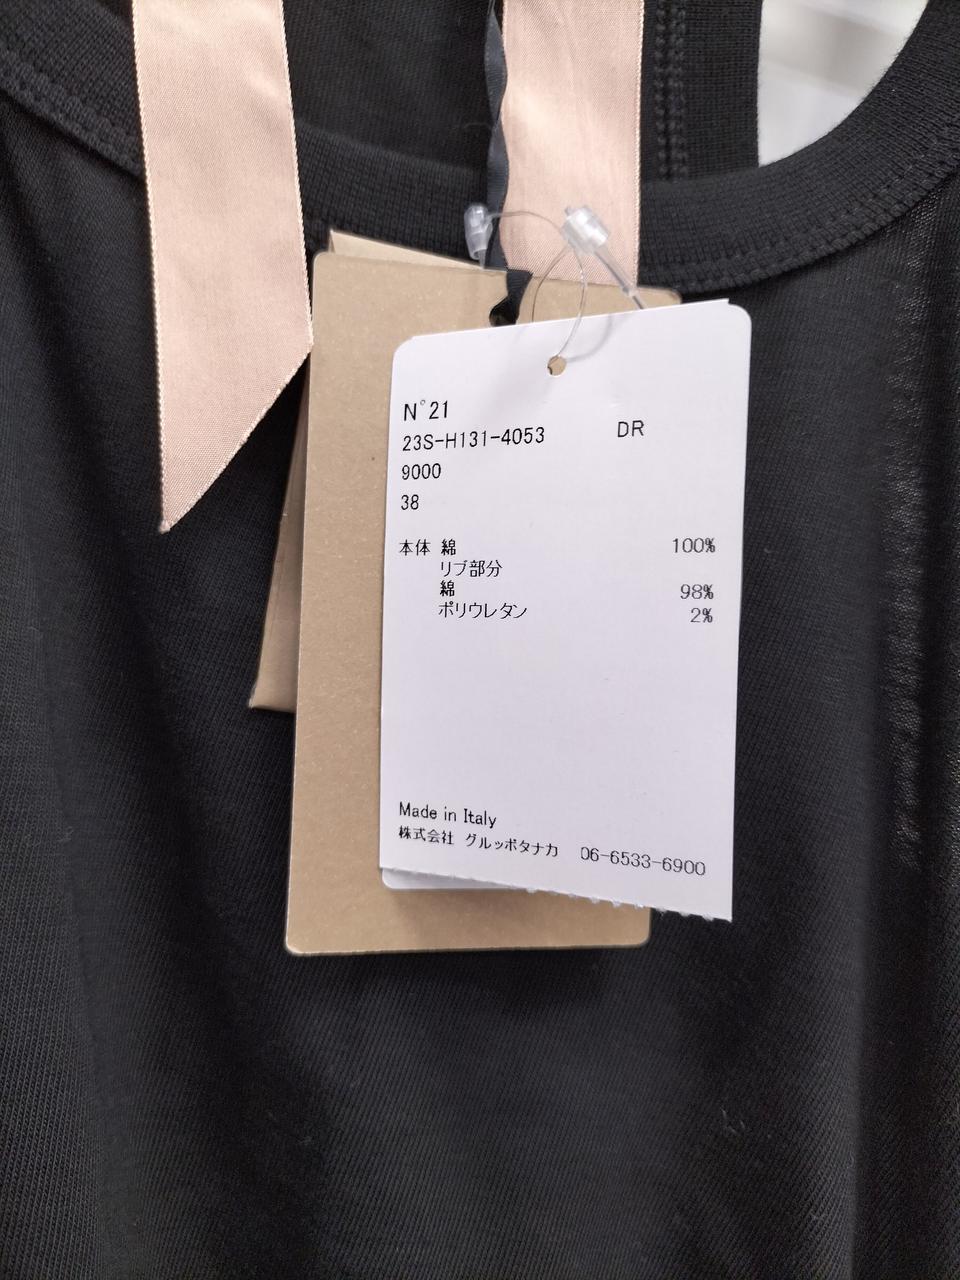 N°21
23S-H131-4053 DR
9000
38
本体 綿 100%
リブ部分
綿 98%
ポリウレタン 2%
Made in Italy
株式会社 グルッポタナカ 06-6533-6900